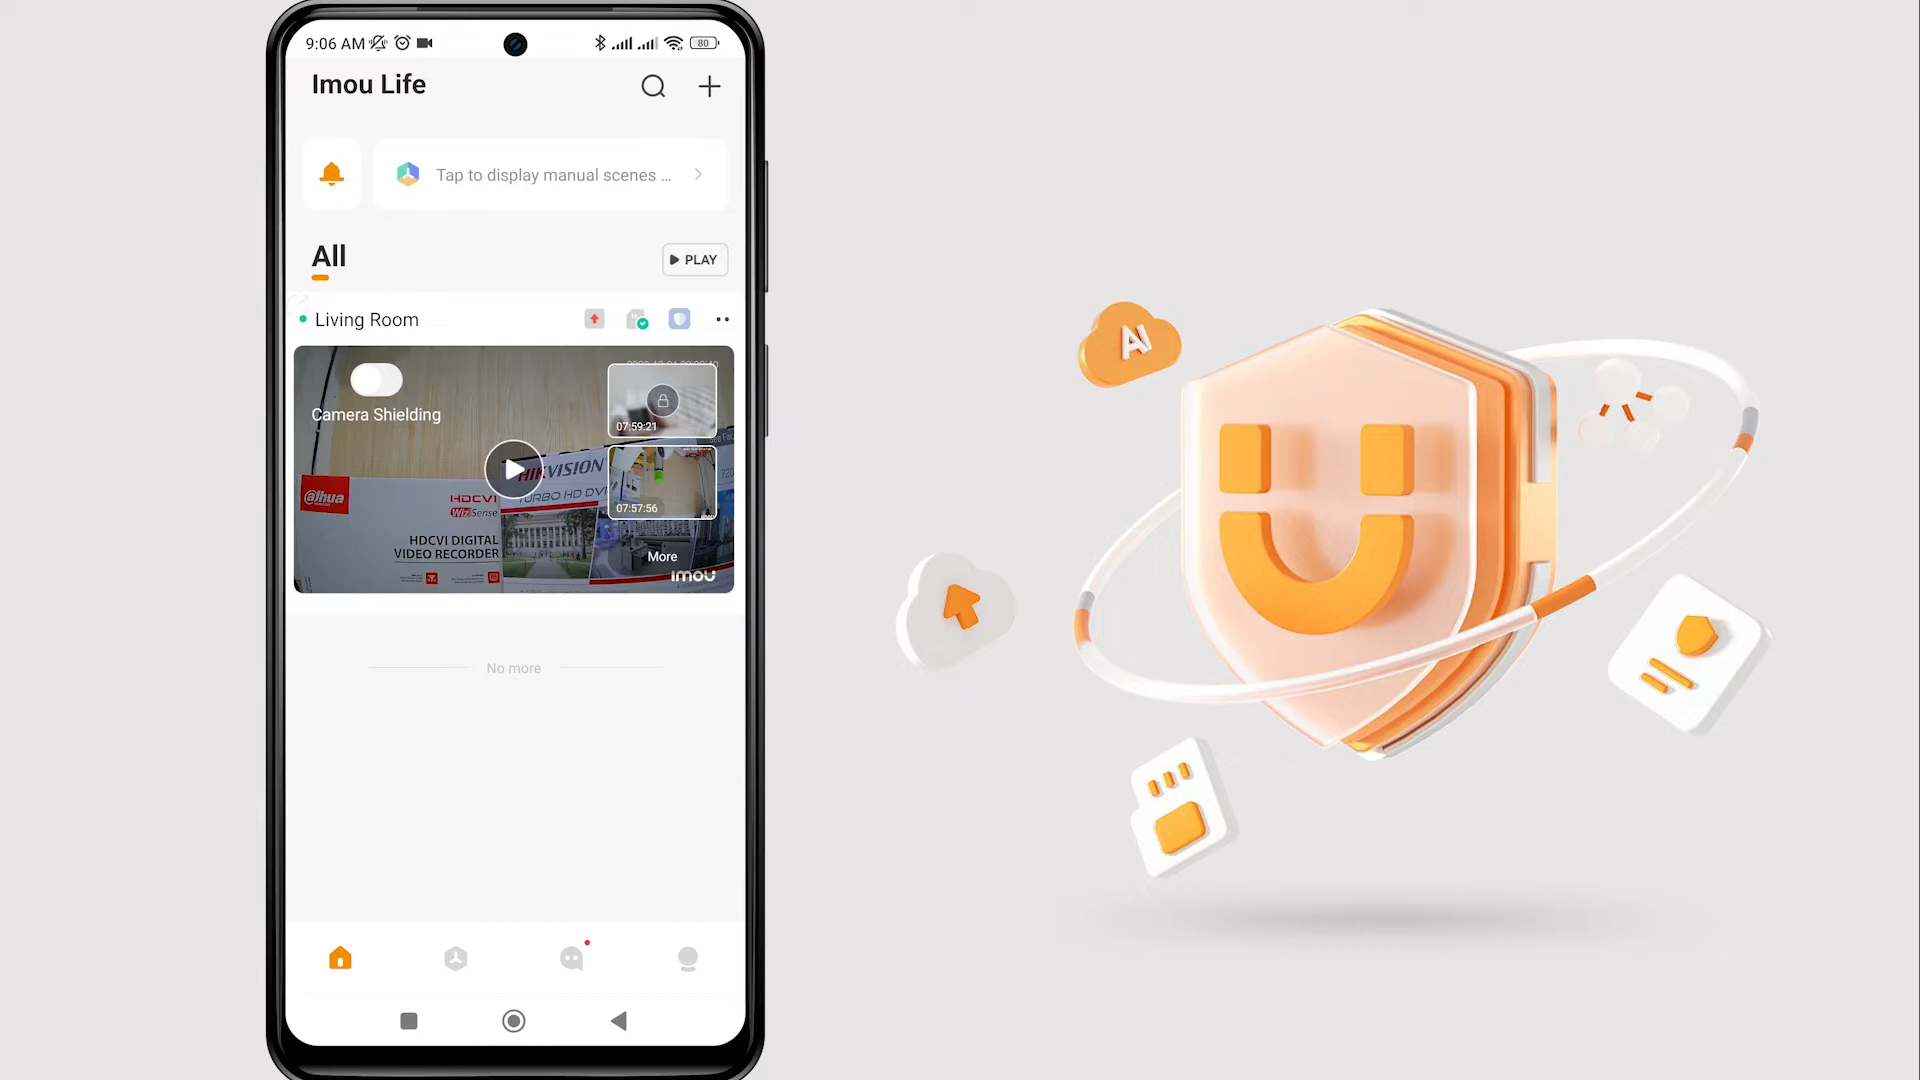 9:06 AM
80
Imou Life
Tap to display manual scenes ...
All
PLAY
Living Room
Camera Shielding
07:59:21
07:57:56
alhua
HDCVI
WizSense
HDCVI DIGITAL
VIDEO RECORDER
HIKVISION
TURBO HD DVR
720
More
imou
No more
AI